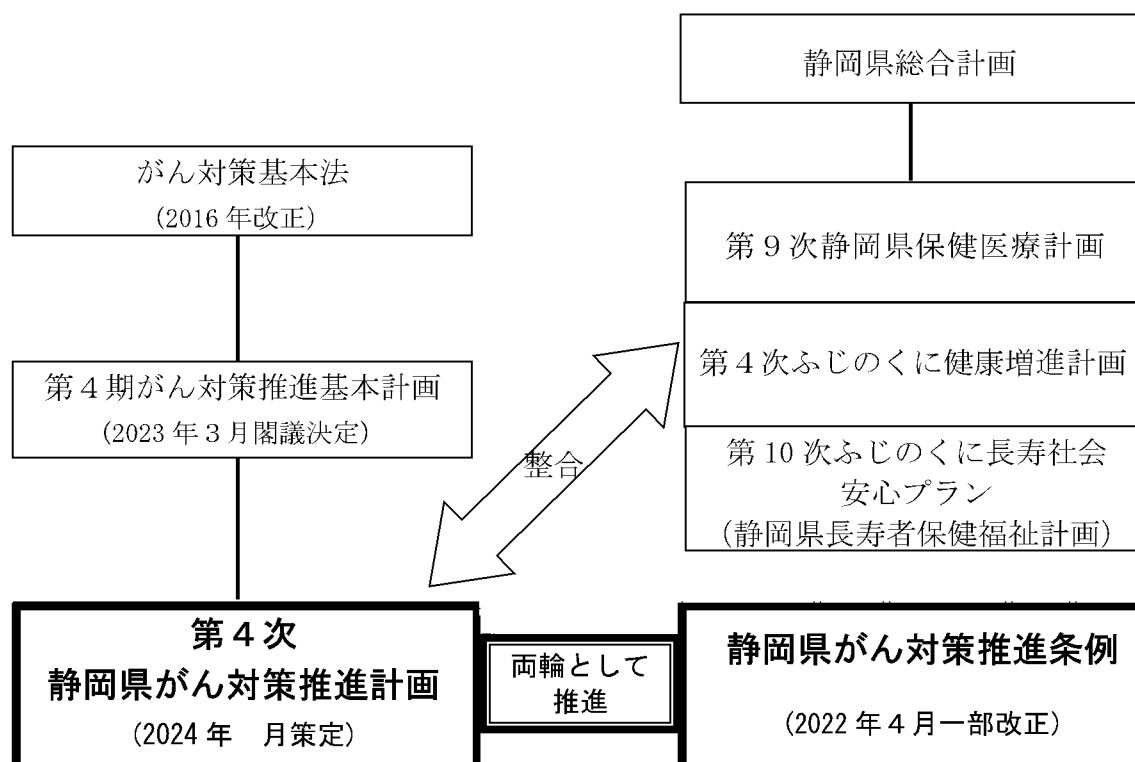 静岡県総合計画
がん対策基本法
(2016年改正)
第9次静岡県保健医療計画
第4期がん対策推進基本計画
(2023年3月閣議決定)
第4次ふじのくに健康増進計画
整合
第10次ふじのくに長寿社会
安心プラン
(静岡県長寿者保健福祉計画)
第4次
静岡県がん対策推進計画
(2024年　月策定)
両輪として
推進
静岡県がん対策推進条例
(2022年4月一部改正)